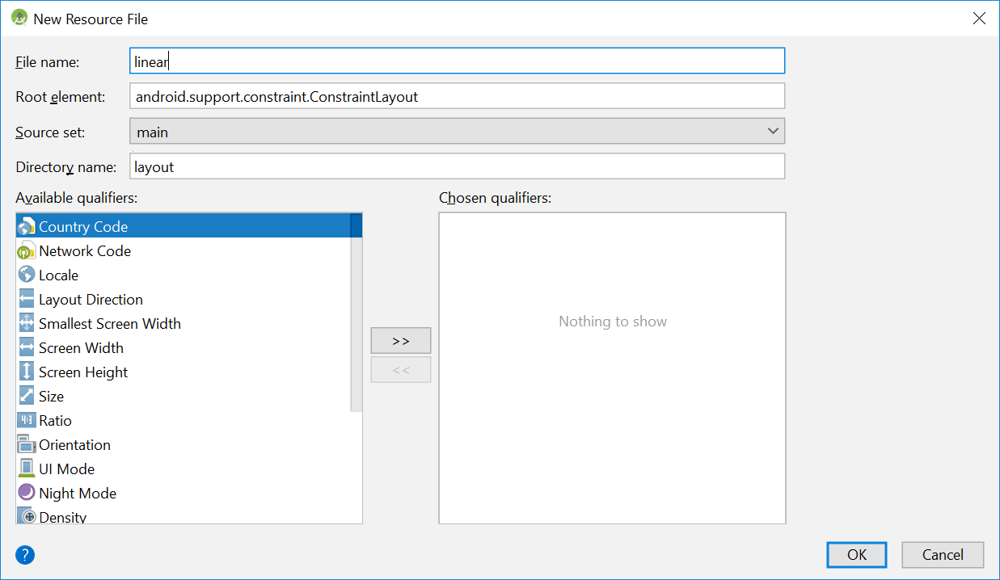 New Resource File
File name: linear
Root element: android.support.constraint.ConstraintLayout
Source set: main
Directory name: layout
Available qualifiers: Chosen qualifiers:
Country Code
Network Code
Locale
Layout Direction
Smallest Screen Width
Screen Width
Screen Height
Size
Ratio
Orientation
UI Mode
Night Mode
Density
>>
<<
Nothing to show
?
OK Cancel